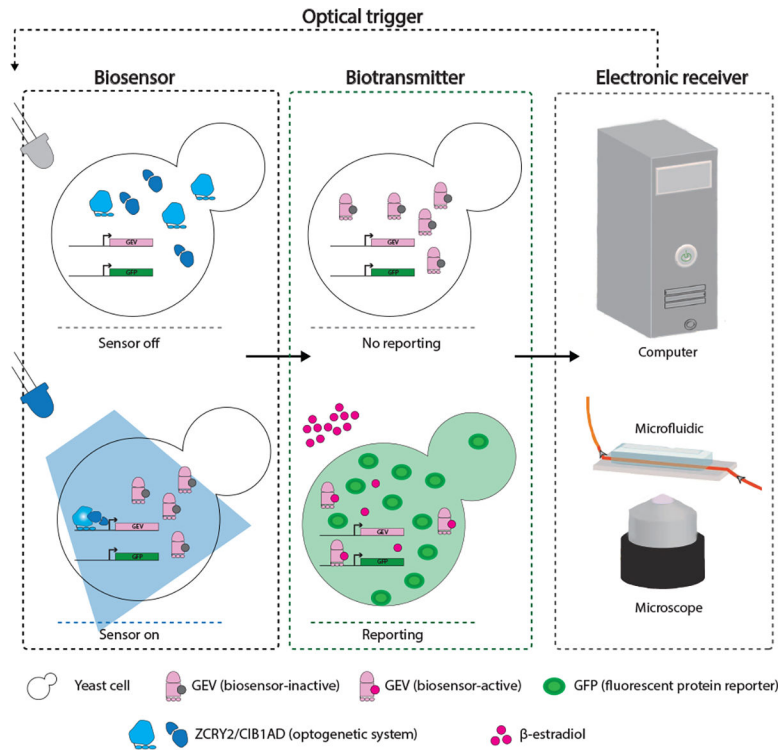 Optical trigger
Biosensor
Biotransmitter
Electronic receiver
GEV
GFP
Sensor off
GEV
GFP
No reporting
Computer
GEV
GFP
Sensor on
GEV
GFP
Reporting
Microfluidic
Microscope
Yeast cell
GEV (biosensor-inactive)
GEV (biosensor-active)
GFP (fluorescent protein reporter)
ZCRY2/CIB1AD (optogenetic system)
β-estradiol